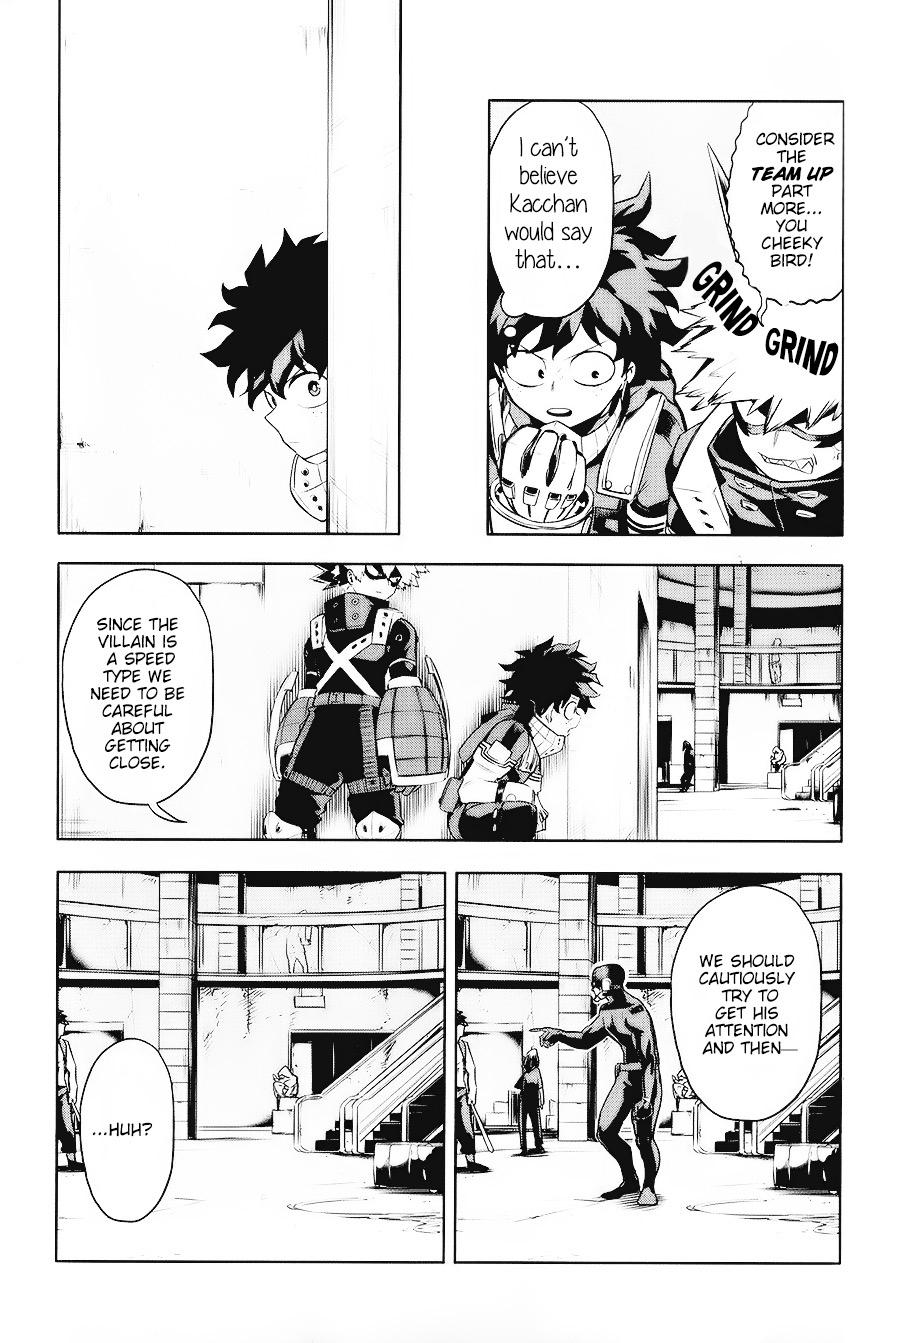 CONSIDER
THE
TEAM UP
PART
MORE...
YOU
CHEEKY
BIRD!
GRIND
GRIND
I can't
believe
Kacchan
would say
that...
SINCE THE
VILLAIN IS
A SPEED
TYPE WE
NEED TO BE
CAREFUL
ABOUT
GETTING
CLOSE.
WE SHOULD
CAUTIOUSLY
TRY TO
GET HIS
ATTENTION
AND THEN—
...HUH?